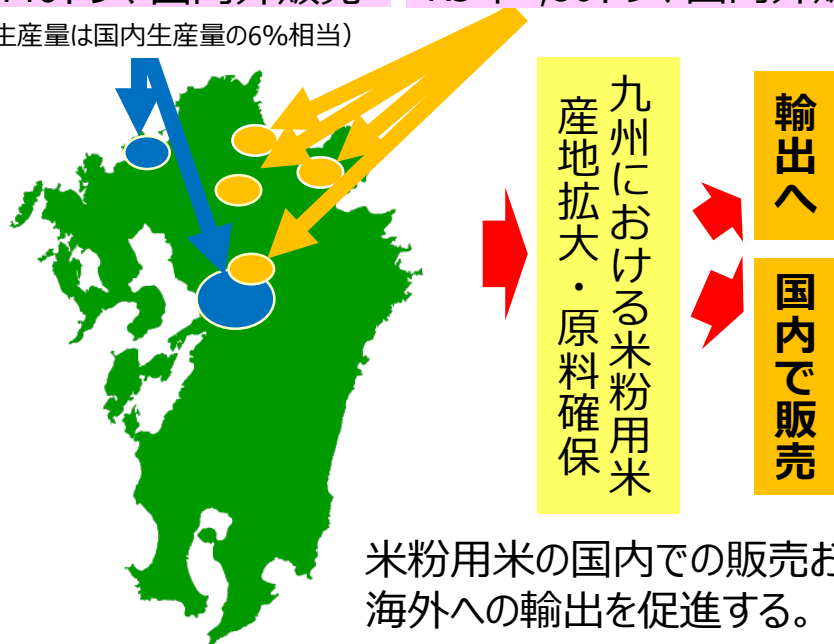 生産量は国内生産量の6%相当）
九州における米粉用米
産地拡大・原料確保
輸出へ
国内で販売
米粉用米の国内での販売お
海外への輸出を促進する。